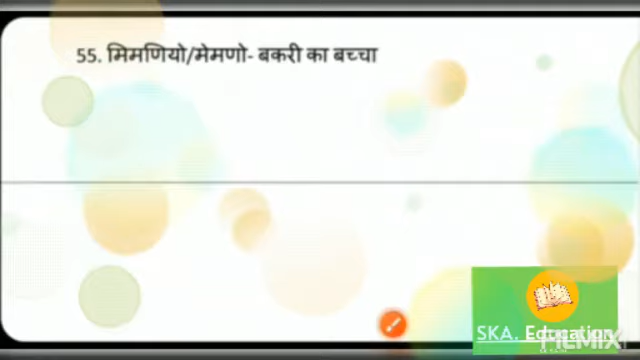 55. मिमणियो/मेमणो- बकरी का बच्चा
SKA. Education